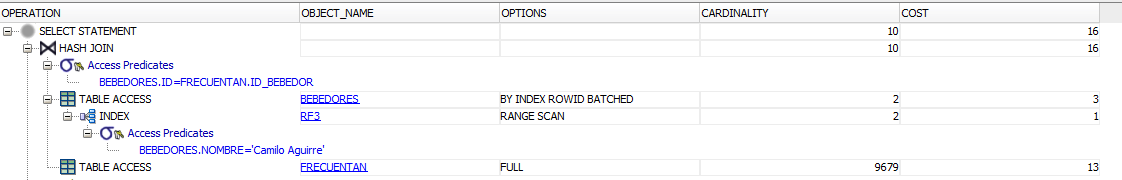 OPERATION OBJECT_NAME OPTIONS CARDINALITY COST
SELECT STATEMENT 10 16
HASH JOIN 10 16
Access Predicates
BEBEDORES.ID=FRECUENTAN.ID_BEBEDOR
TABLE ACCESS BEBEDORES BY INDEX ROWID BATCHED 2 3
INDEX RF3 RANGE SCAN 2 1
Access Predicates
BEBEDORES.NOMBRE='Camilo Aguirre'
TABLE ACCESS FRECUENTAN FULL 9679 13